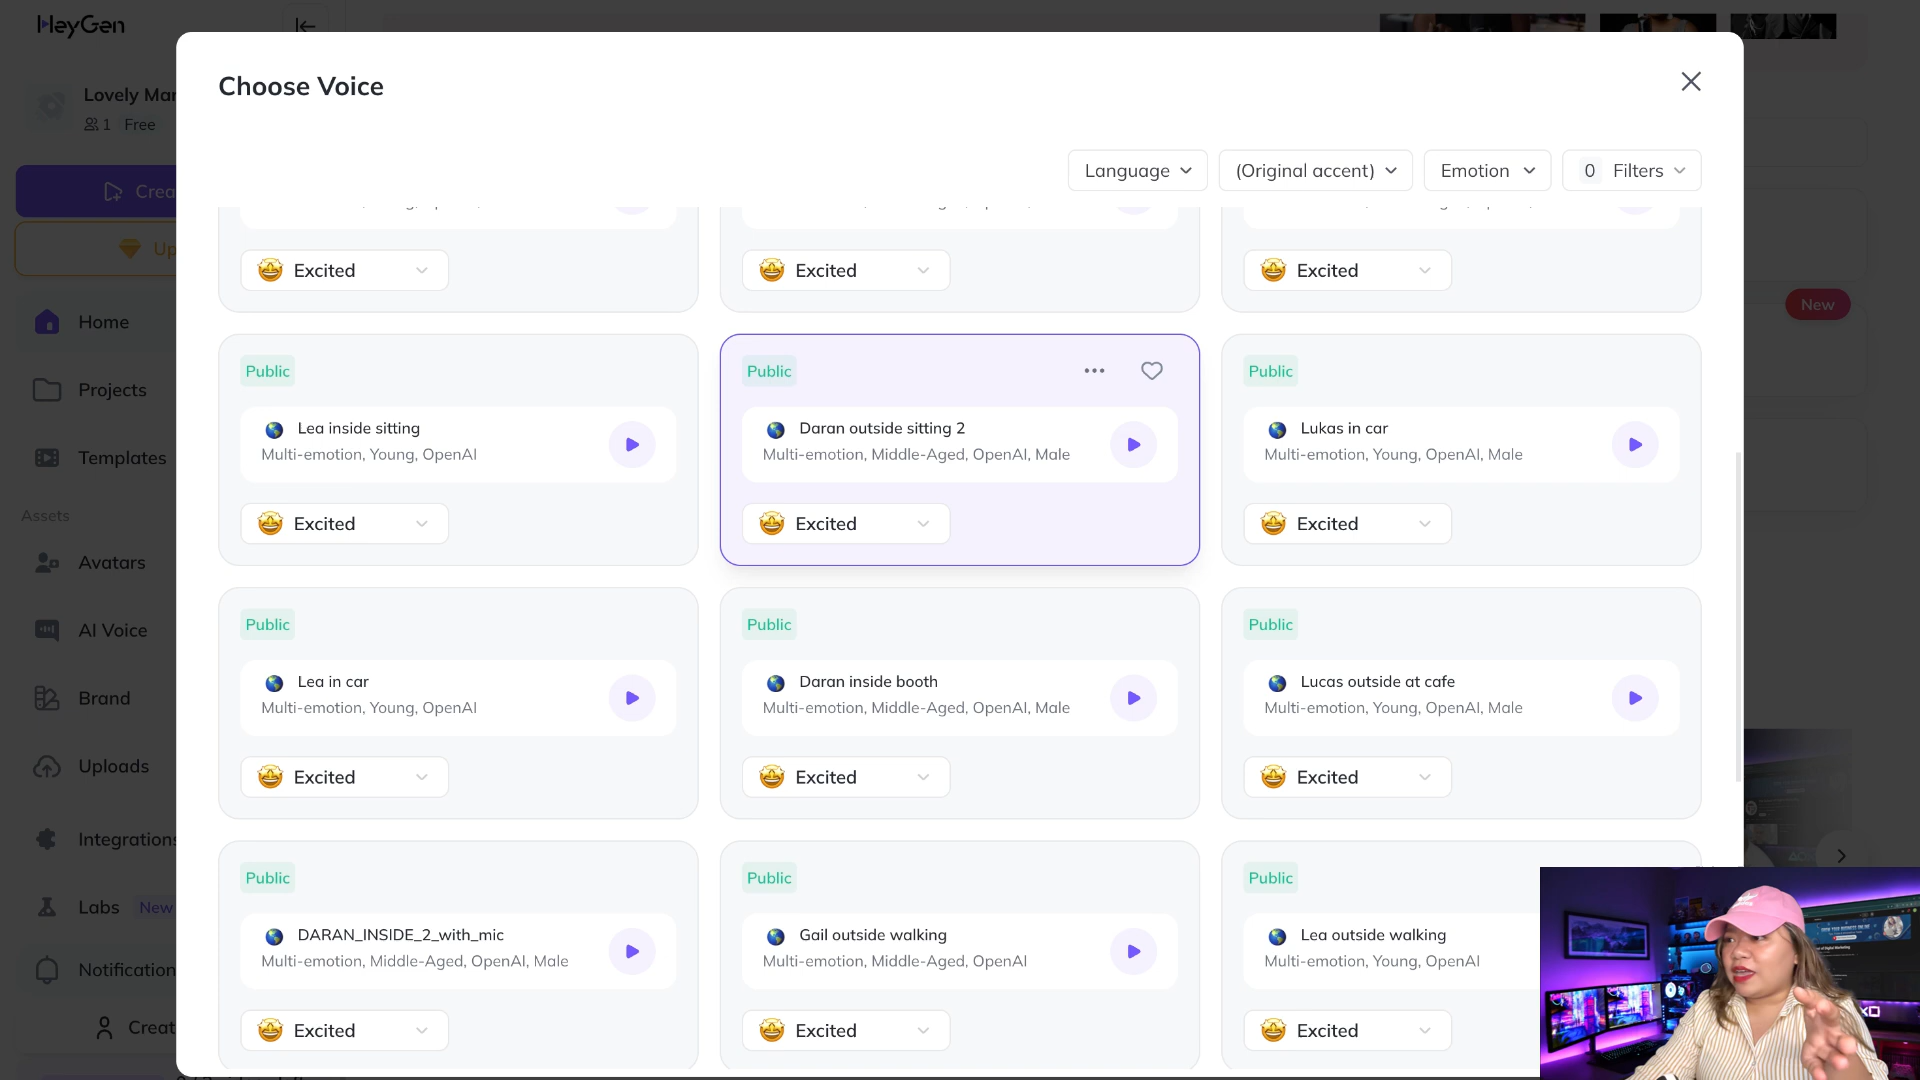 HeyGen
Lovely Mar
1 Free
Crea
Up
Home
Projects
Templates
Assets
Avatars
AI Voice
Brand
Uploads
Integrations
Labs New
Notification
Creat
Choose Voice
Language
(Original accent)
Emotion
0 Filters
Excited
Excited
Excited
New
Public
Lea inside sitting
Multi-emotion, Young, OpenAI
Excited
Public
Daran outside sitting 2
Multi-emotion, Middle-Aged, OpenAI, Male
Excited
Public
Lukas in car
Multi-emotion, Young, OpenAI, Male
Excited
Public
Lea in car
Multi-emotion, Young, OpenAI
Excited
Public
Daran inside booth
Multi-emotion, Middle-Aged, OpenAI, Male
Excited
Public
Lucas outside at cafe
Multi-emotion, Young, OpenAI, Male
Excited
Public
DARAN_INSIDE_2_with_mic
Multi-emotion, Middle-Aged, OpenAI, Male
Excited
Public
Gail outside walking
Multi-emotion, Middle-Aged, OpenAI
Excited
Public
Lea outside walking
Multi-emotion, Young, OpenAI
Excited